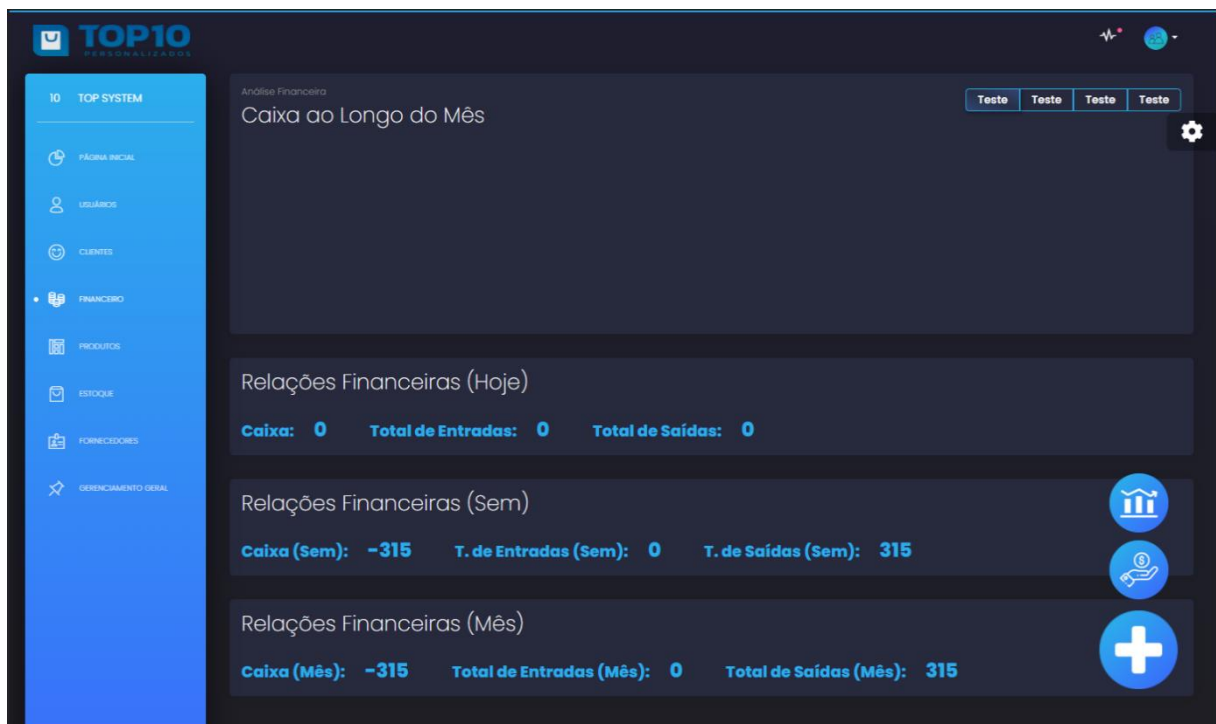 TOP10
PERSONALIZADOS
10 TOP SYSTEM
PÁGINA INICIAL
USUÁRIOS
CLIENTES
FINANCEIRO
PRODUTOS
ESTOQUE
FORNECEDORES
GERENCIAMENTO GERAL
Análise Financeira
Caixa ao Longo do Mês
Teste Teste Teste Teste
Relações Financeiras (Hoje)
Caixa: 0 Total de Entradas: 0 Total de Saídas: 0
Relações Financeiras (Sem)
Caixa (Sem): -315 T. de Entradas (Sem): 0 T. de Saídas (Sem): 315
Relações Financeiras (Mês)
Caixa (Mês): -315 Total de Entradas (Mês): 0 Total de Saídas (Mês): 315